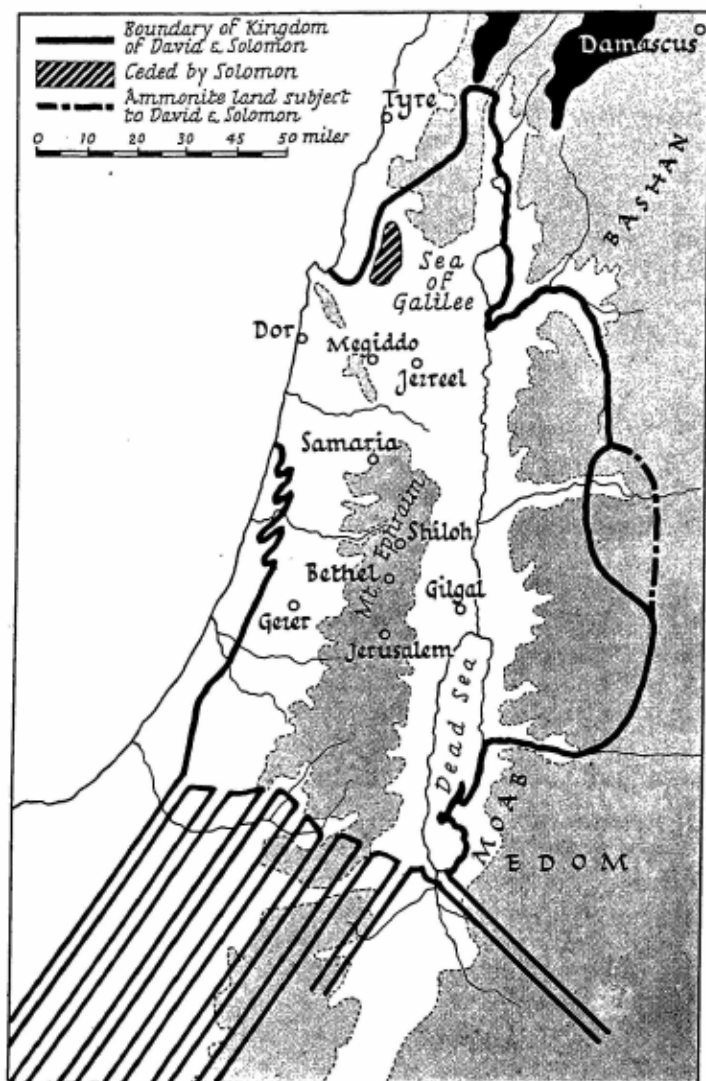 Boundary of Kingdom
of David & Solomon
Ceded by Solomon
Ammonite land subject
to David & Solomon
0 10 20 30 40 50 miles
Damascus
Tyre
BASHAN
Sea
of
Galilee
Dor
Megiddo
Jezreel
Samaria
Mt. Ephraim
Shiloh
Bethel
Gilgal
Gezer
Jerusalem
Dead Sea
MOAB
EDOM